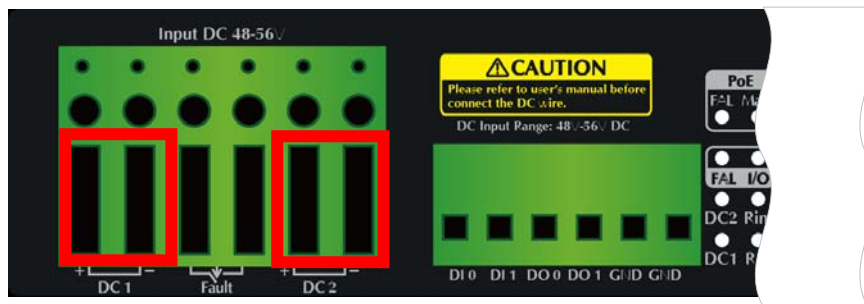 Input DC 48-56V
CAUTION
Please refer to user's manual before
connect the DC wire.
DC Input Range: 48V-56V DC
PoE
FAL
FAL I/O
DC2
DC1
DI 0 DI 1 DO 0 DO 1 GND GND
+ − + −
DC 1 Fault DC 2